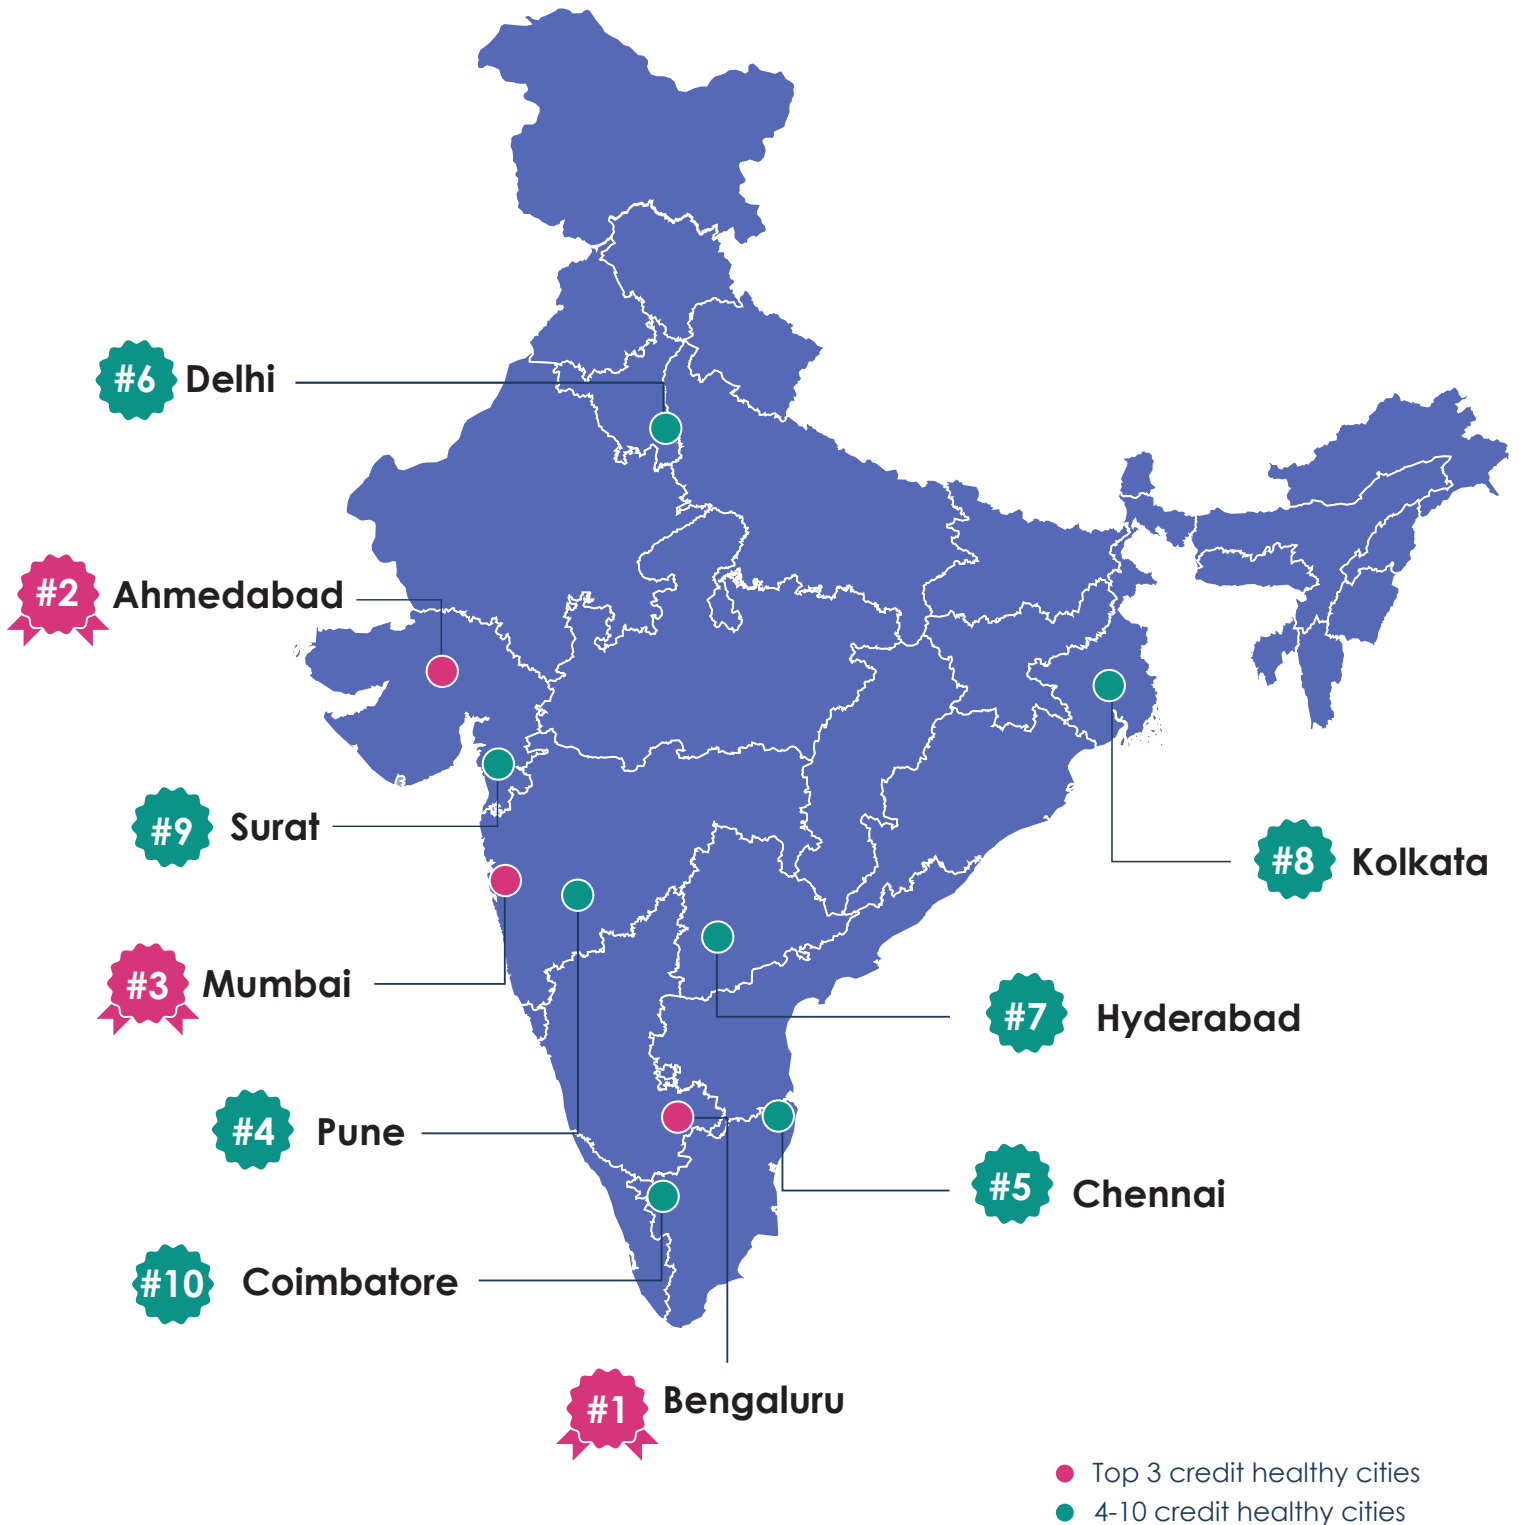 #6 Delhi
#2 Ahmedabad
#9 Surat
#8 Kolkata
#3 Mumbai
#7 Hyderabad
#4 Pune
#5 Chennai
#10 Coimbatore
#1 Bengaluru
Top 3 credit healthy cities
4-10 credit healthy cities